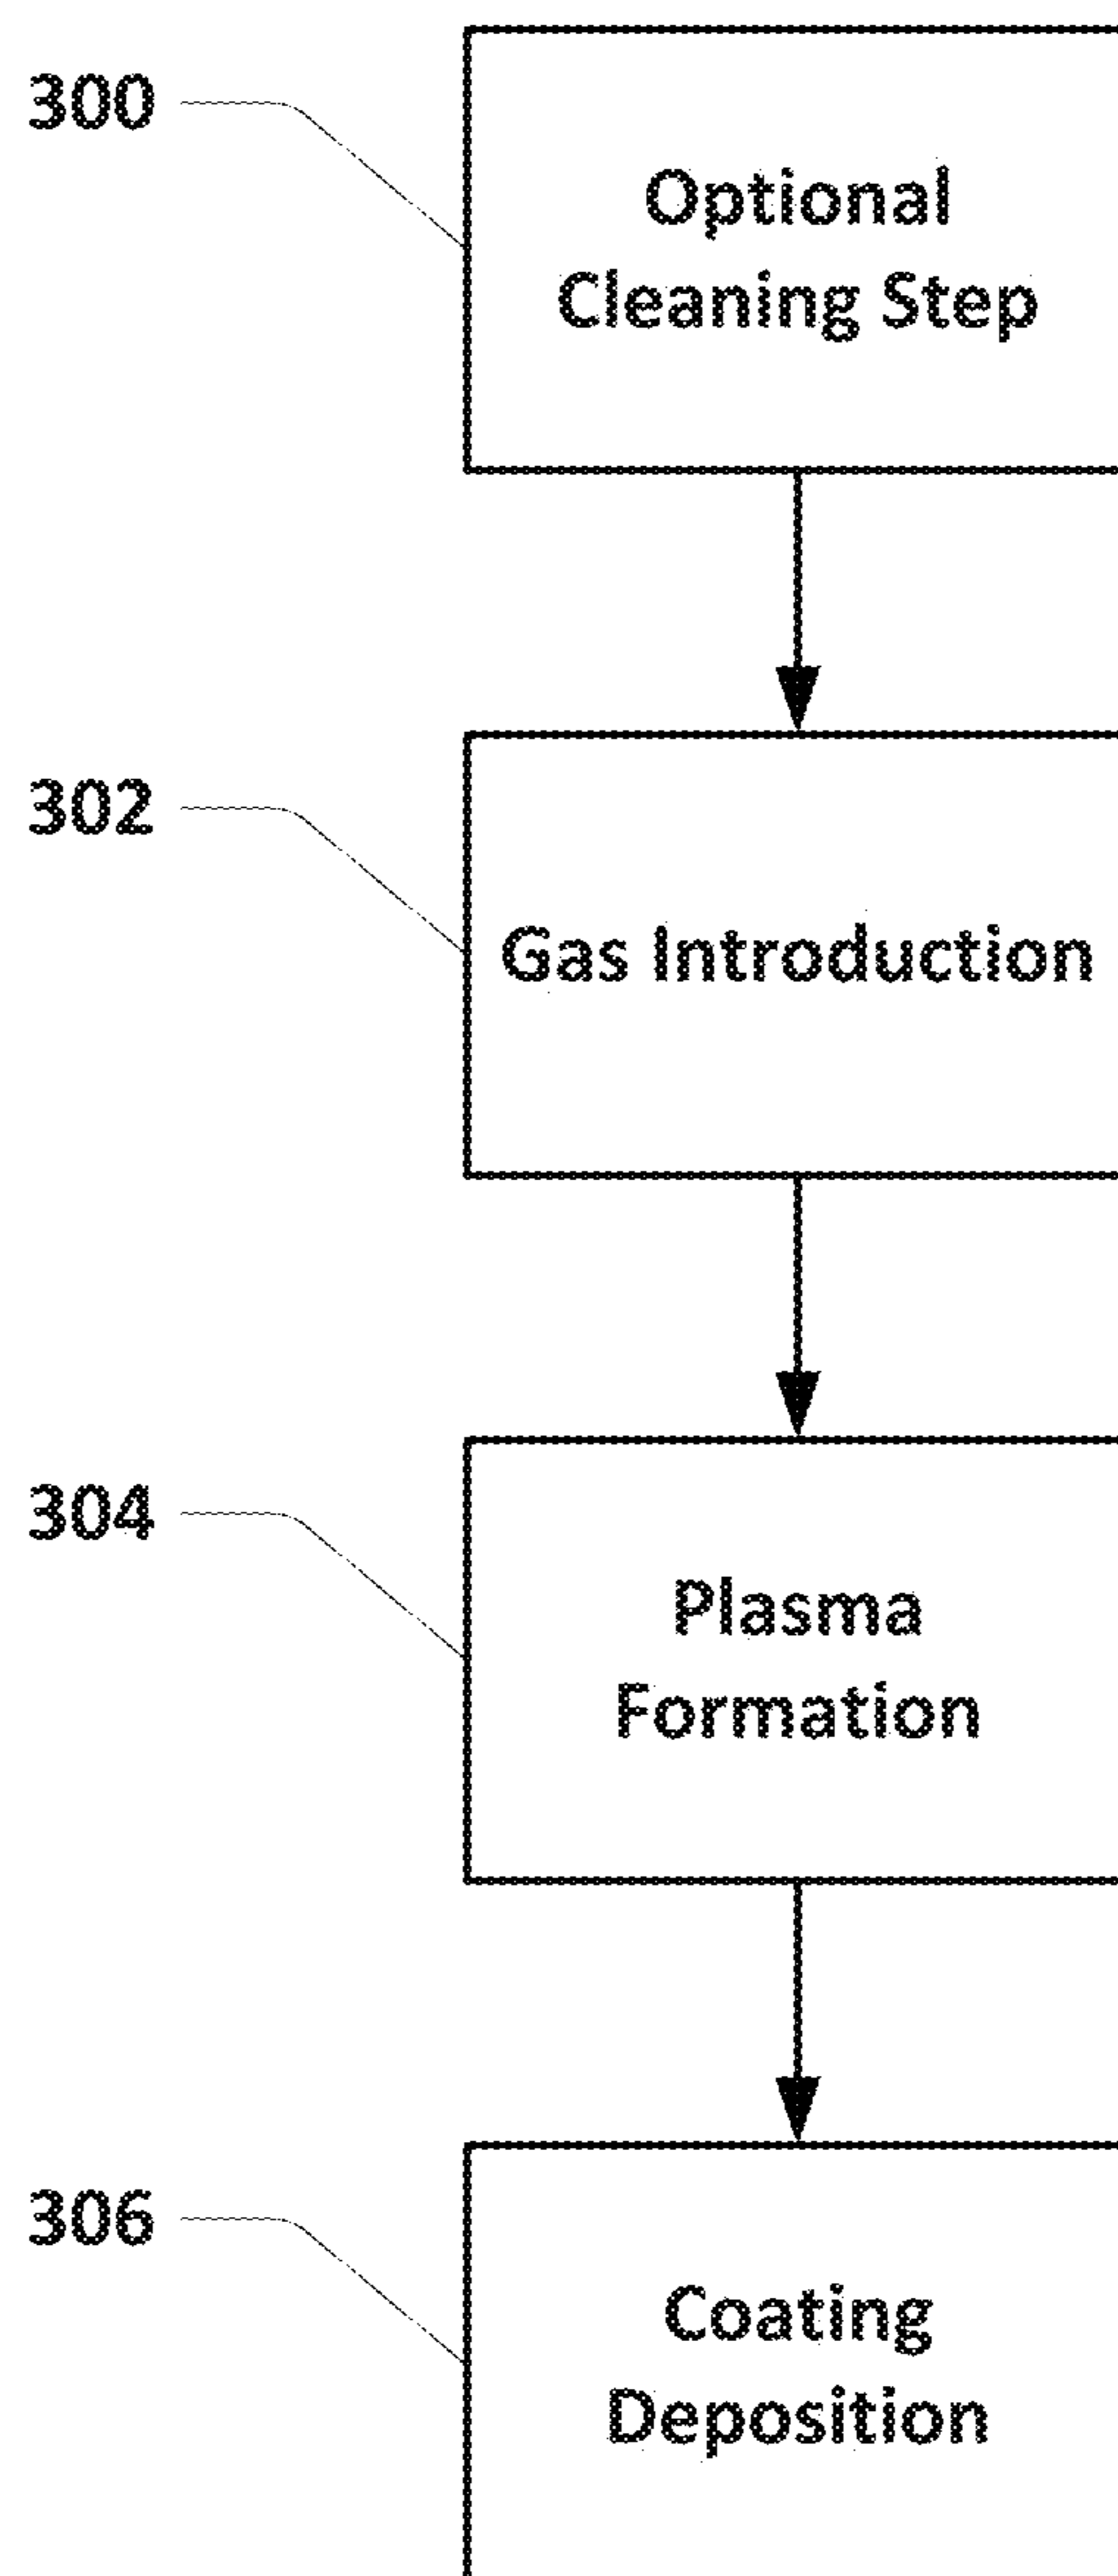 300
Optional
Cleaning Step
302
Gas Introduction
304
Plasma
Formation
306
Coating
Deposition